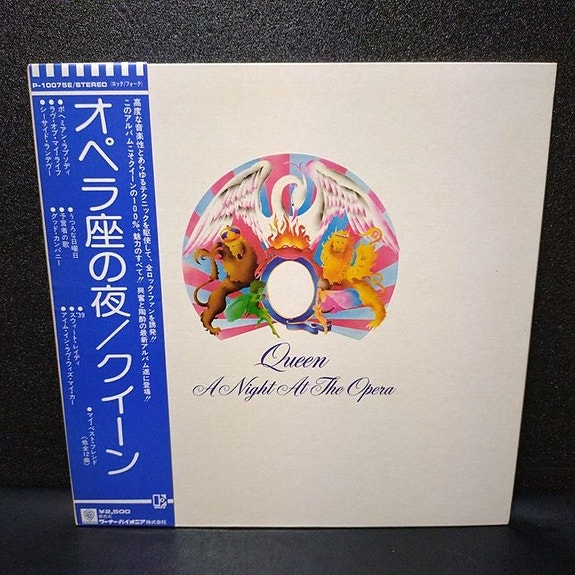 P-10075E/STEREO (ロック/フォーク)
オペラ座の夜/クイーン
高度な音楽性とあらゆるテクニックを駆使して、全ロック・ファンを誘発!!
このアルバムこそクイーンの100%、魅力のすべて!! 興奮と陶酔の最新アルバム遂に登場!!
●ボヘミアン・ラプソディ
●ラヴ・オブ・マイ・ライフ
●シーサイド・ランデヴー
●うつろな日曜日
●予言者の歌
●グッド・カンパニー
●'39
●スウィート・レイディ
●アイム・イン・ラヴ・ウィズ・マイ・カー
●マイ・ベスト・フレンド
(他全12曲)
¥2,500
ワーナー・パイオニア株式会社
Queen
A Night At The Opera